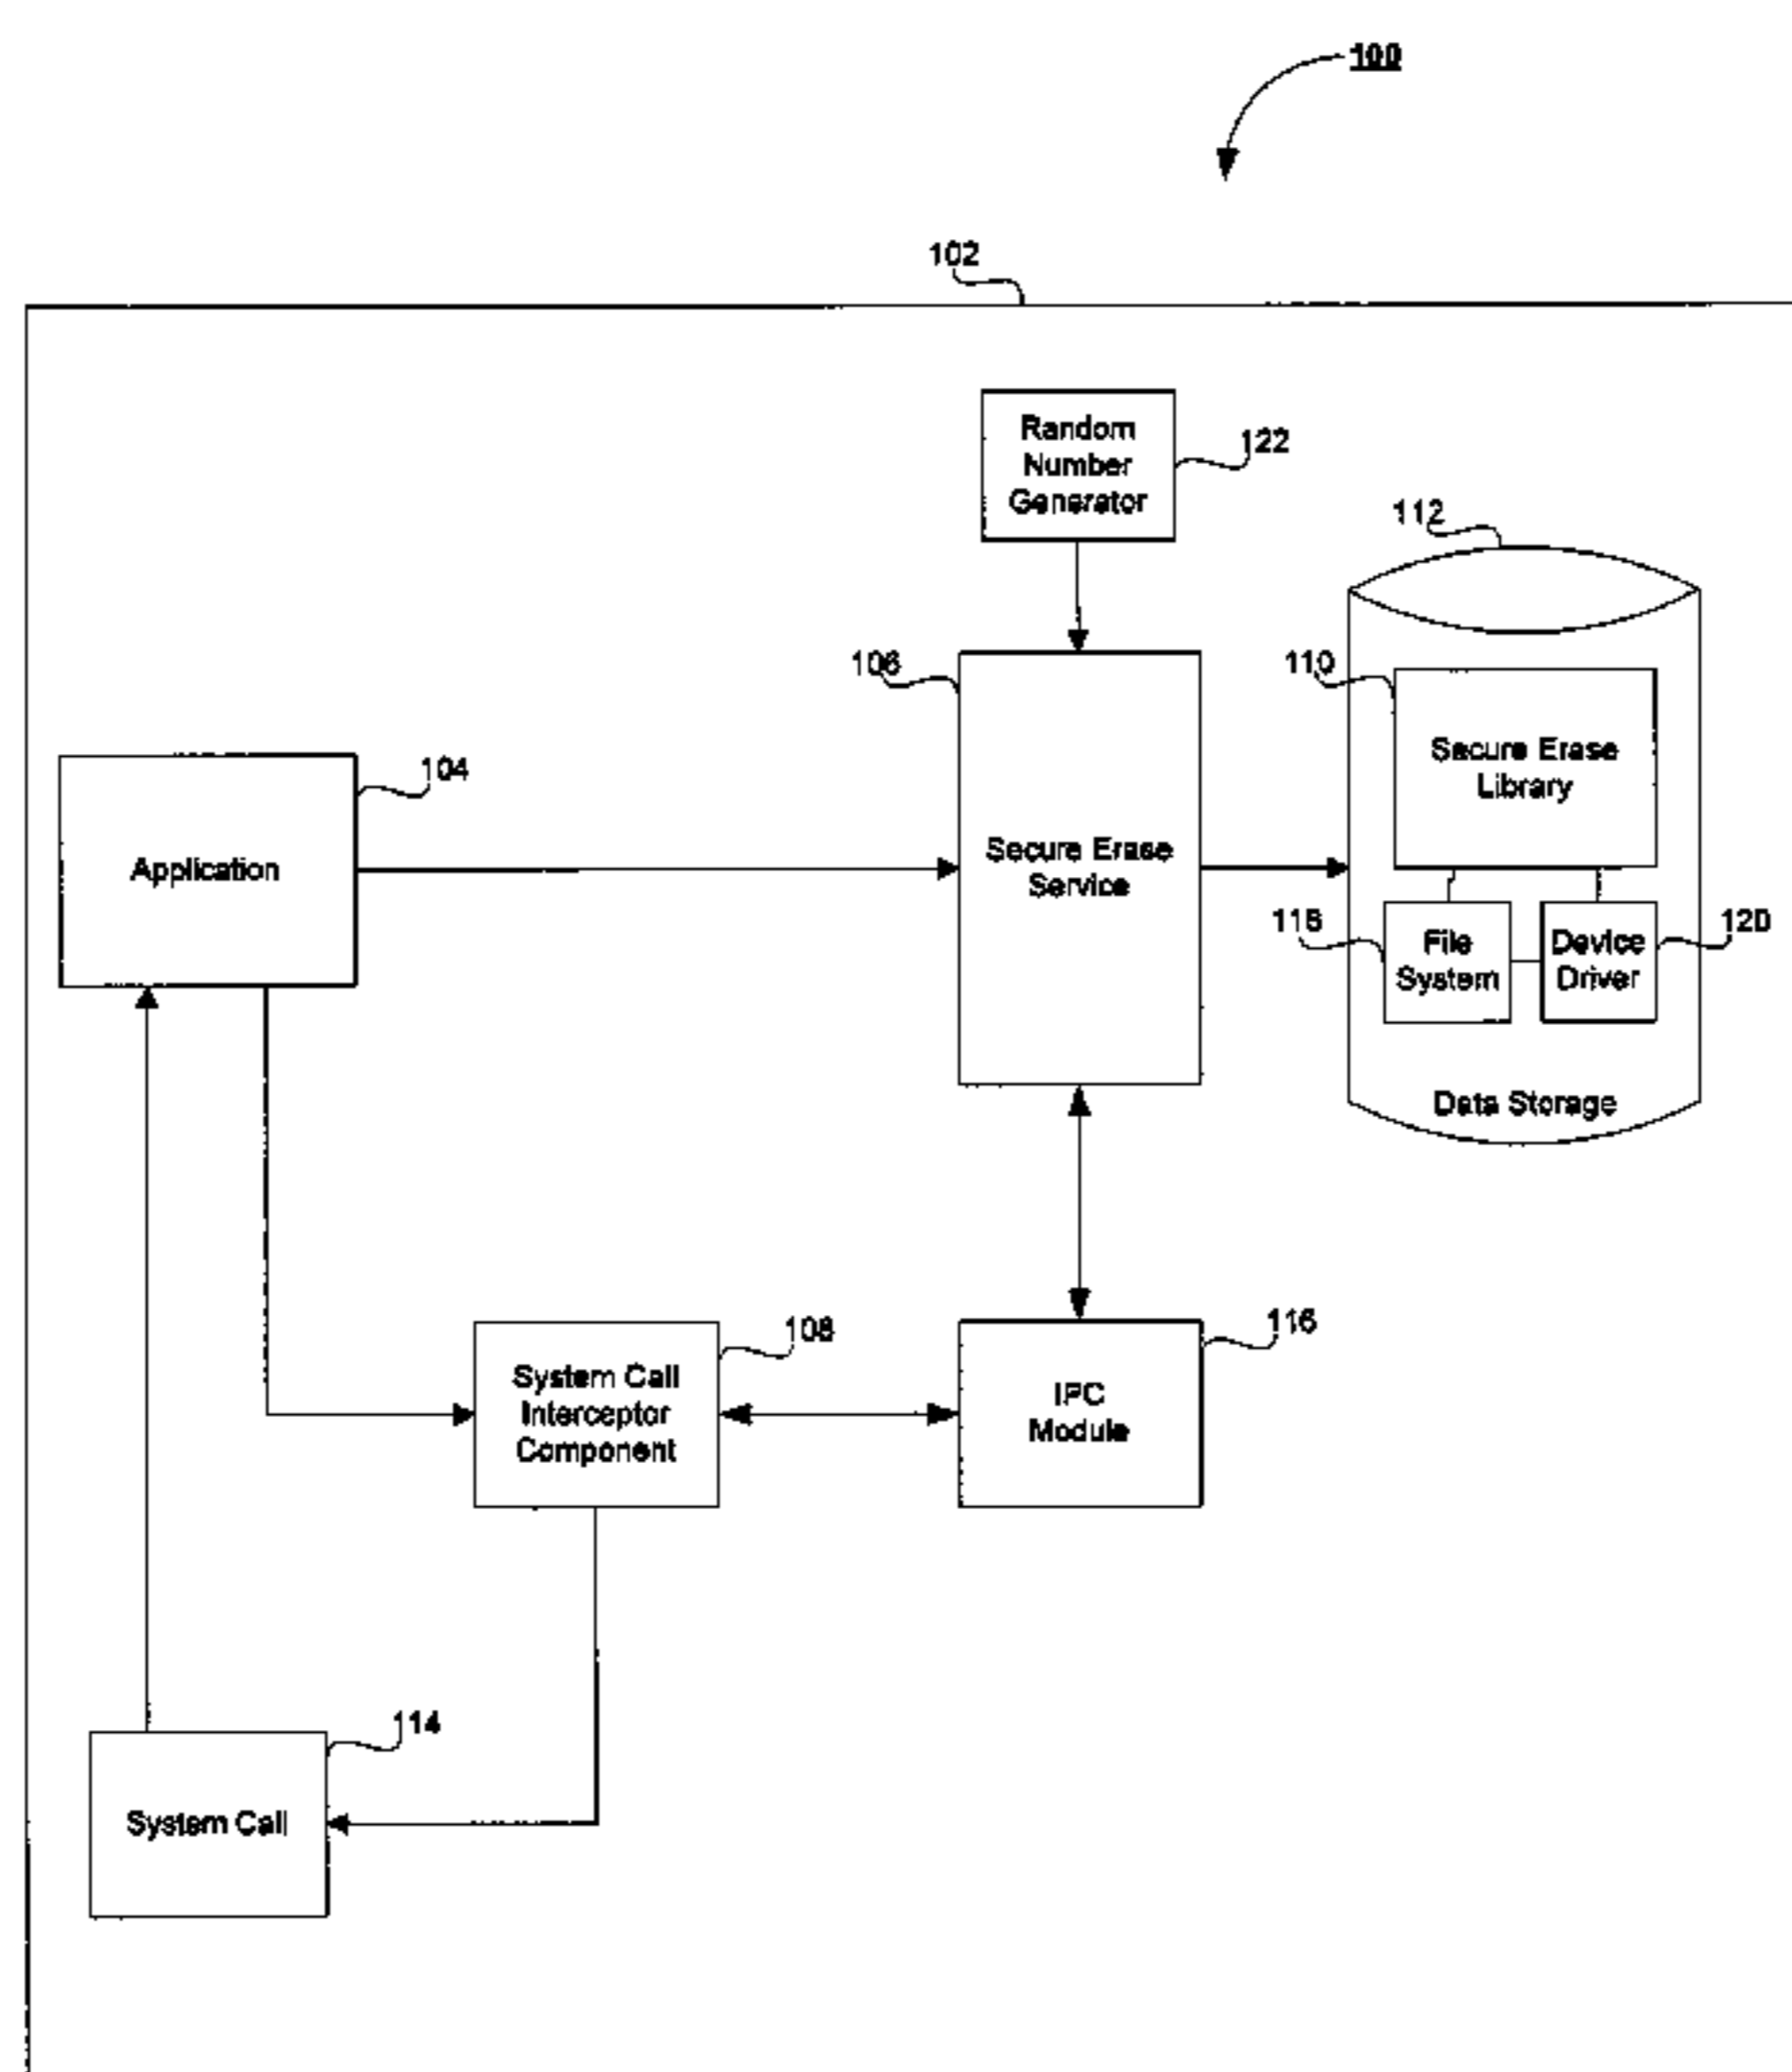 100
102
Random
Number
Generator
122
112
106
110
Secure Erase
Library
104
Application
Secure Erase
Service
118
File
System
Device
Driver
120
Data Storage
108
System Call
Interceptor
Component
116
IPC
Module
114
System Call